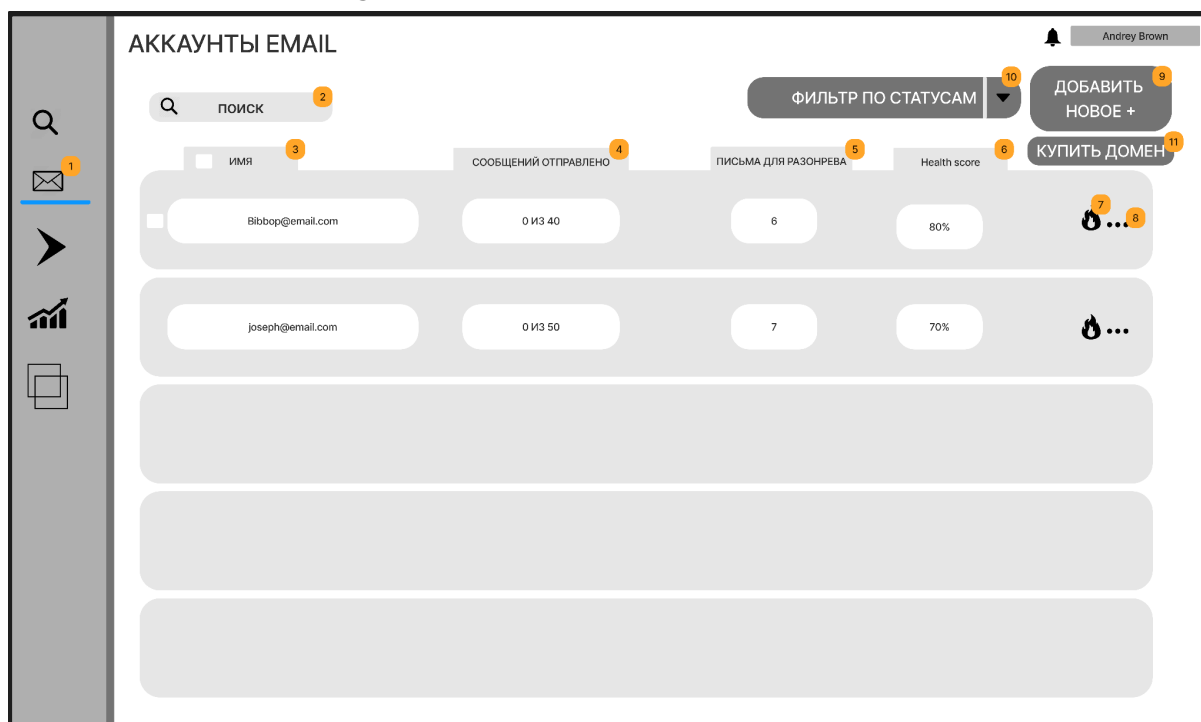 АККАУНТЫ EMAIL
Andrey Brown
1
ПОИСК
2
ФИЛЬТР ПО СТАТУСАМ
10
ДОБАВИТЬ
НОВОЕ +
9
КУПИТЬ ДОМЕН
11
ИМЯ
3
СООБЩЕНИЙ ОТПРАВЛЕНО
4
ПИСЬМА ДЛЯ РАЗОНРЕВА
5
Health score
6
Bibbop@email.com
0 ИЗ 40
6
80%
7
8
joseph@email.com
0 ИЗ 50
7
70%